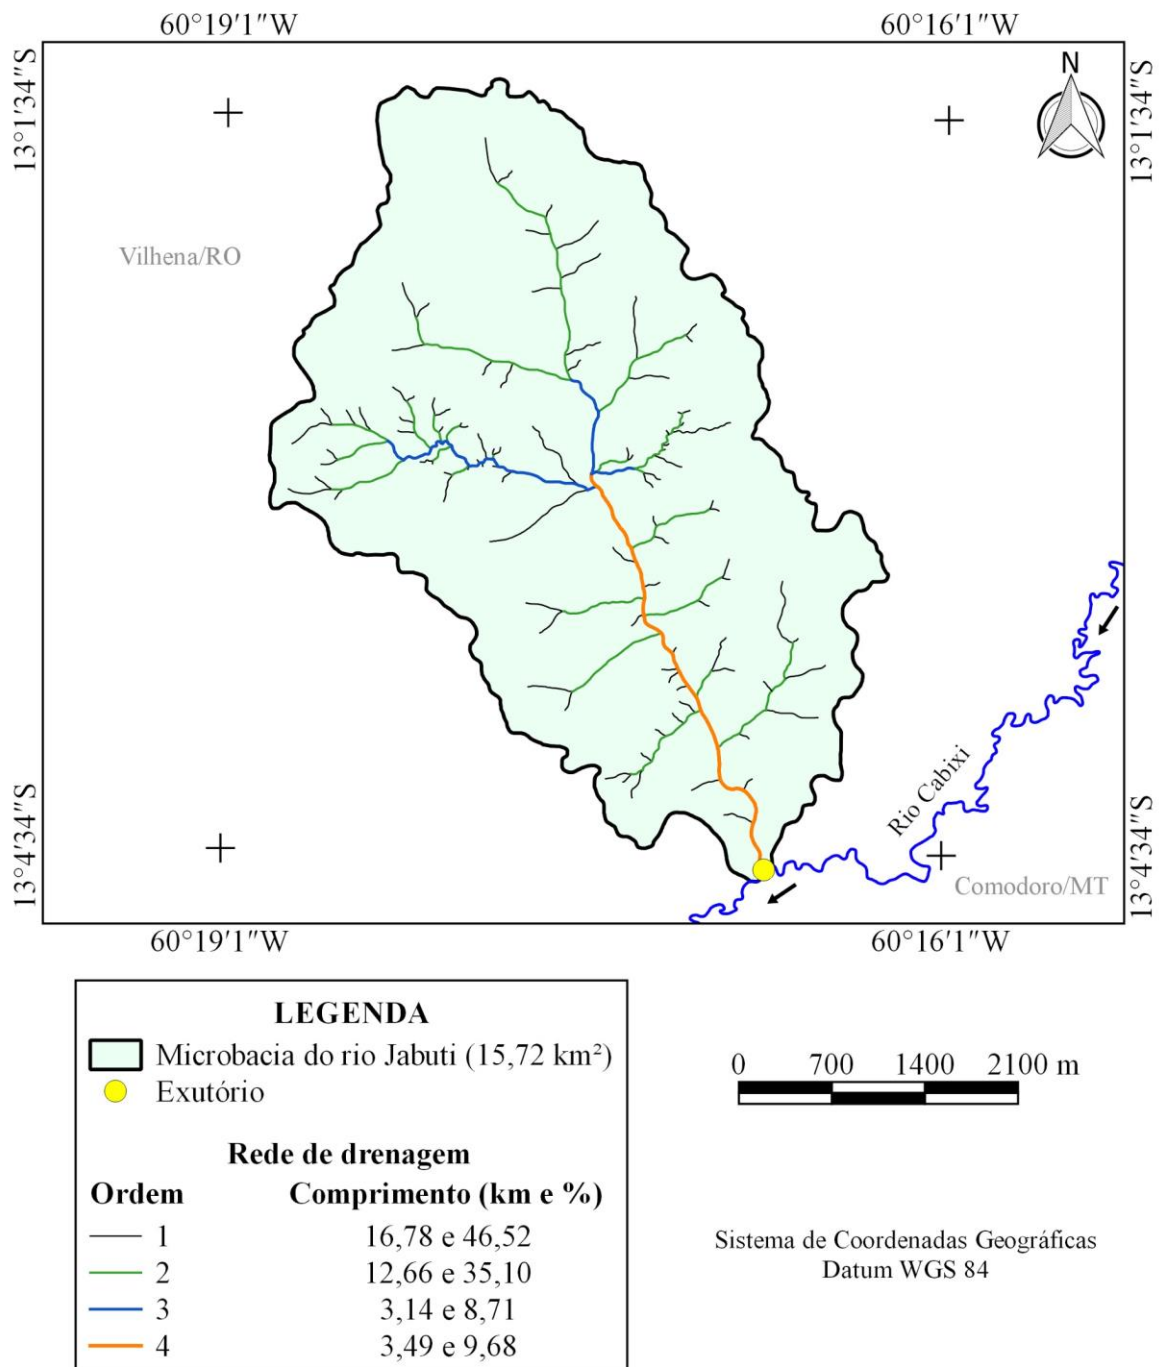 60°19′1″W 60°16′1″W
13°1′34″S
13°1′34″S
N
Vilhena/RO
Rio Cabixi
13°4′34″S
13°4′34″S
Comodoro/MT
60°19′1″W 60°16′1″W
LEGENDA
Microbacia do rio Jabuti (15,72 km²)
Exutório
0 700 1400 2100 m
Rede de drenagem
Ordem Comprimento (km e %)
1 16,78 e 46,52
2 12,66 e 35,10
3 3,14 e 8,71
4 3,49 e 9,68
Sistema de Coordenadas Geográficas
Datum WGS 84